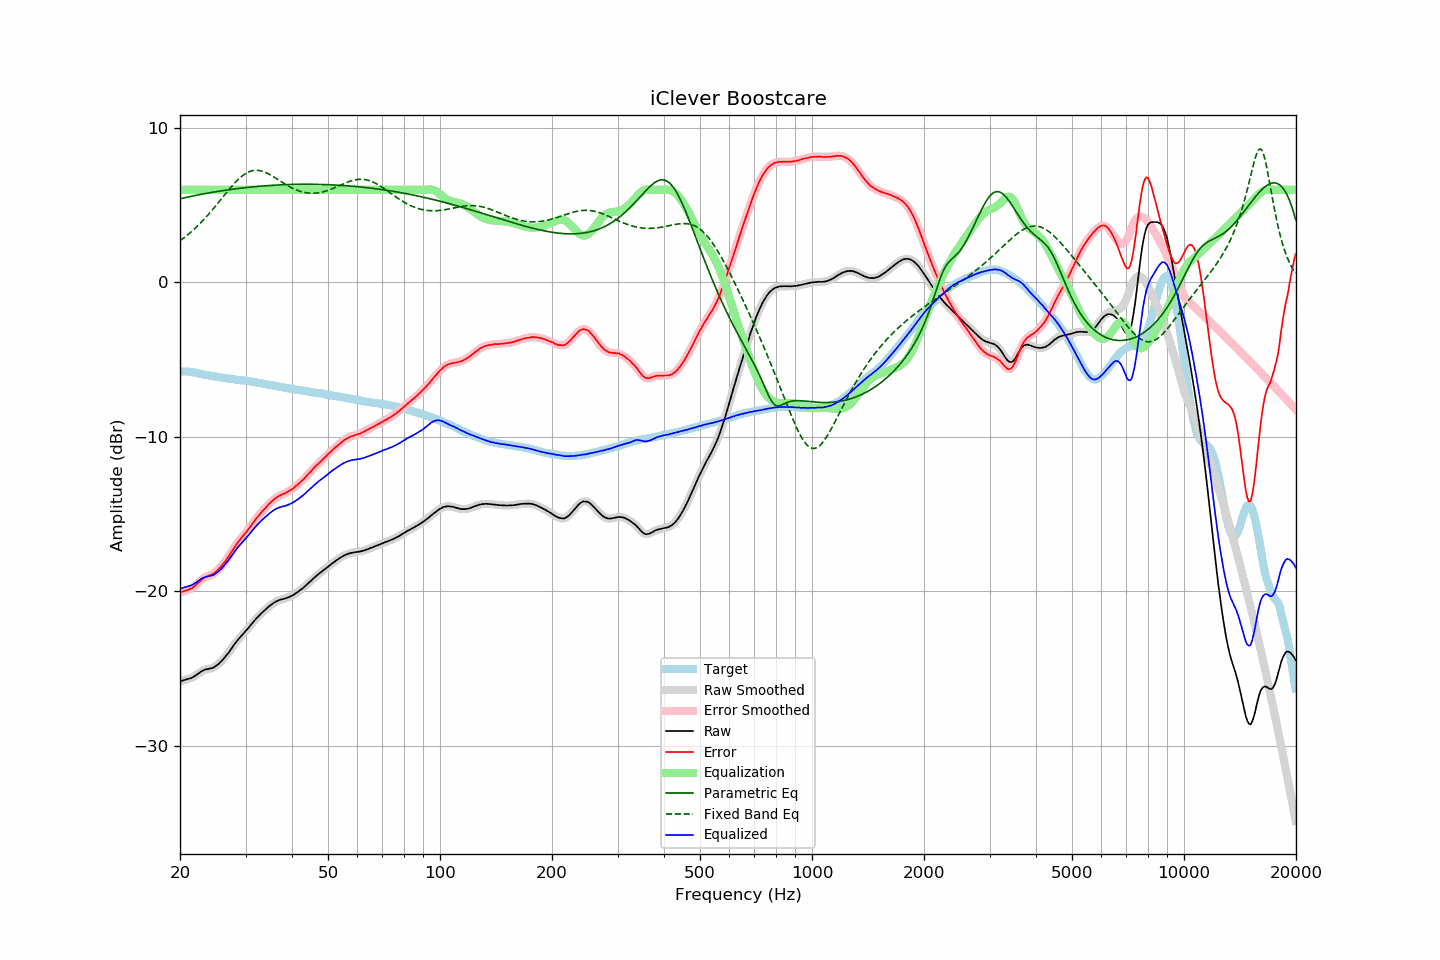 iClever Boostcare
Amplitude (dBr)
10
0
−10
−20
−30
Target
Raw Smoothed
Error Smoothed
Raw
Error
Equalization
Parametric Eq
Fixed Band Eq
Equalized
20 50 100 200 500 1000 2000 5000 10000 20000
Frequency (Hz)